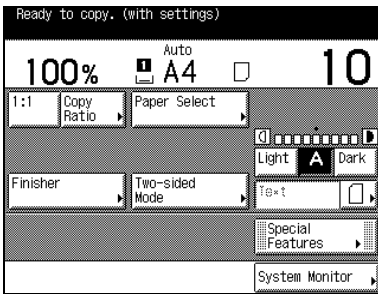 Ready to copy. (with settings)
100%
1
Auto
A4
10
1:1
Copy
Ratio
Paper Select
Light
A
Dark
Finisher
Two-sided
Mode
Text
Special
Features
System Monitor